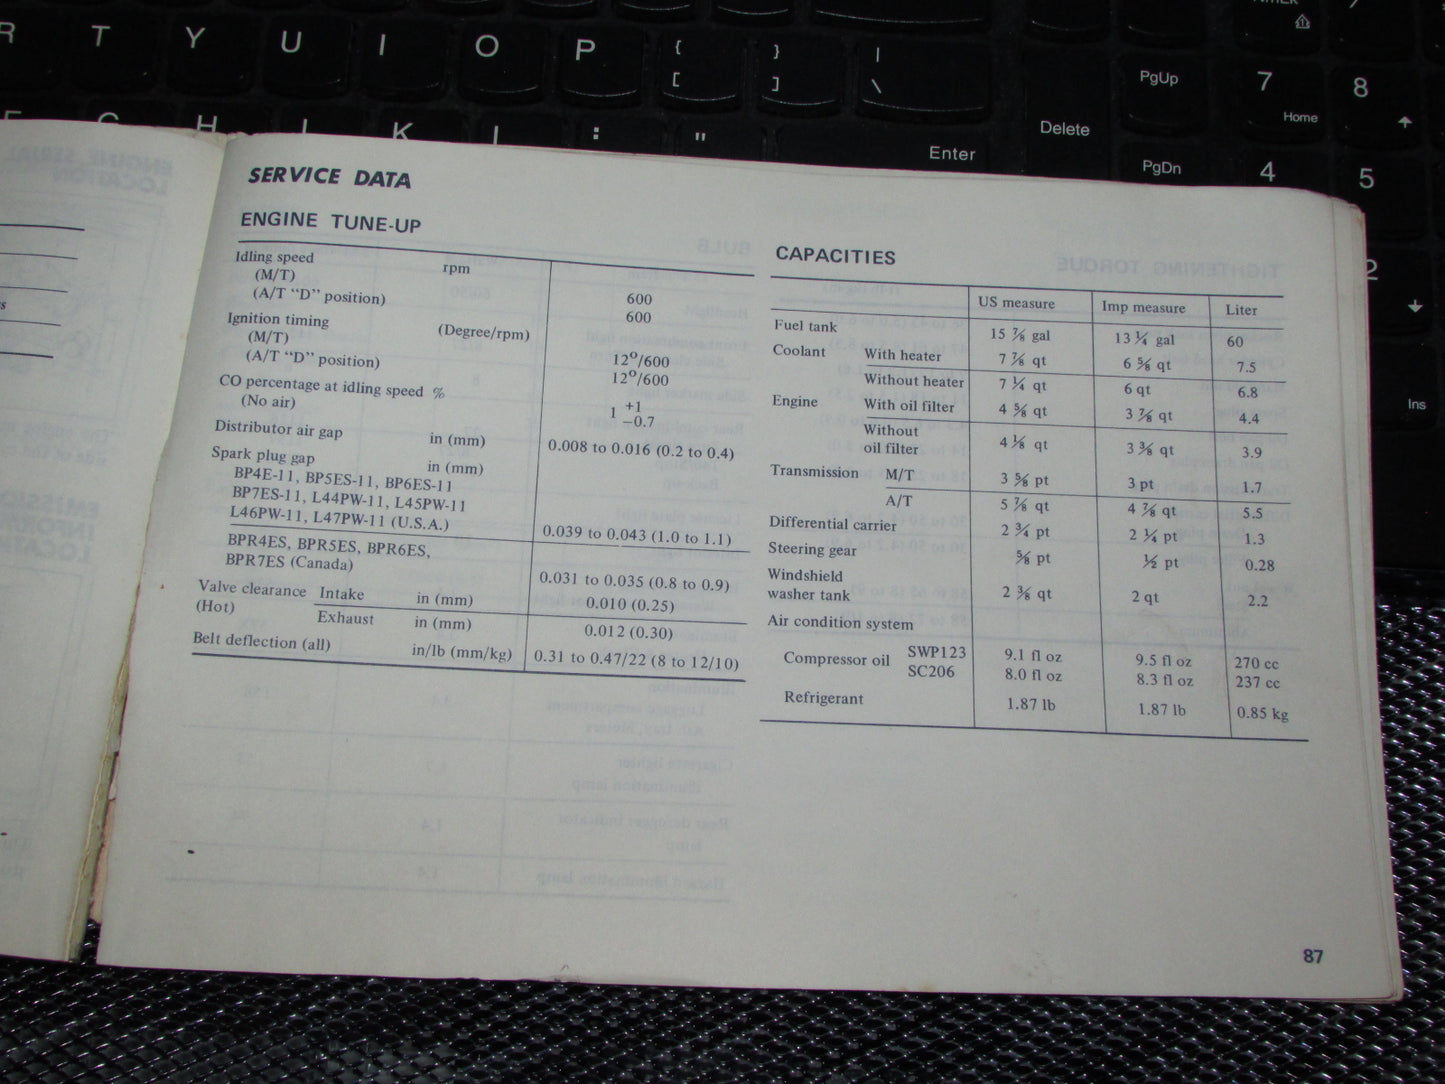 R T Y U I O P { [ } ] | \
PgUp 7 Home 8
G H J K L : " Enter Delete
PgDn 4 5
2
Ins
SERVICE DATA
ENGINE TUNE-UP
Idling speed rpm
(M/T) 600
(A/T "D" position) 600
Ignition timing (Degree/rpm)
(M/T) 12°/600
(A/T "D" position) 12°/600
CO percentage at idling speed %
(No air) 1 +1 −0.7
Distributor air gap in (mm) 0.008 to 0.016 (0.2 to 0.4)
Spark plug gap in (mm)
BP4E-11, BP5ES-11, BP6ES-11
BP7ES-11, L44PW-11, L45PW-11
L46PW-11, L47PW-11 (U.S.A.) 0.039 to 0.043 (1.0 to 1.1)
BPR4ES, BPR5ES, BPR6ES,
BPR7ES (Canada) 0.031 to 0.035 (0.8 to 0.9)
Valve clearance Intake in (mm) 0.010 (0.25)
(Hot) Exhaust in (mm) 0.012 (0.30)
Belt deflection (all) in/lb (mm/kg) 0.31 to 0.47/22 (8 to 12/10)
CAPACITIES
US measure Imp measure Liter
Fuel tank 15 ⅞ gal 13 ¼ gal 60
Coolant With heater 7 ⅞ qt 6 ⅝ qt 7.5
Without heater 7 ¼ qt 6 qt 6.8
Engine With oil filter 4 ⅝ qt 3 ⅞ qt 4.4
Without
oil filter 4 ⅛ qt 3 ⅜ qt 3.9
Transmission M/T 3 ⅝ pt 3 pt 1.7
A/T 5 ⅞ qt 4 ⅞ qt 5.5
Differential carrier 2 ¾ pt 2 ¼ pt 1.3
Steering gear ⅝ pt ½ pt 0.28
Windshield
washer tank 2 ⅜ qt 2 qt 2.2
Air condition system
Compressor oil SWP123 9.1 fl oz 9.5 fl oz 270 cc
SC206 8.0 fl oz 8.3 fl oz 237 cc
Refrigerant 1.87 lb 1.87 lb 0.85 kg
87